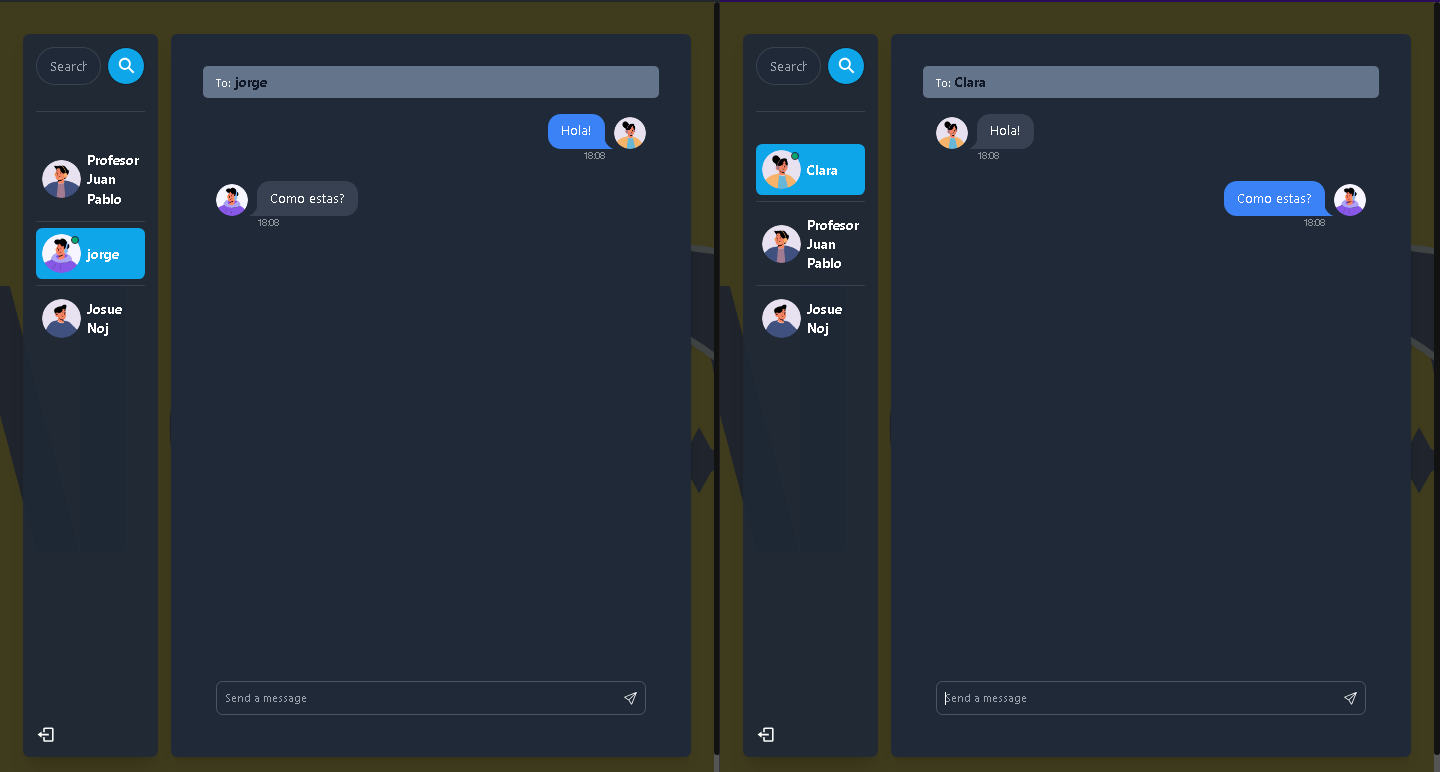 Search
Profesor
Juan
Pablo
jorge
Josue
Noj
To: jorge
Hola!
18:08
Como estas?
18:08
Send a message
Search
Clara
Profesor
Juan
Pablo
Josue
Noj
To: Clara
Hola!
18:08
Como estas?
18:08
Send a message